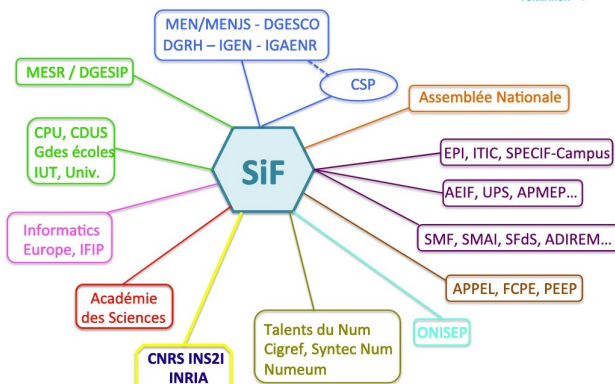 MEN/MENJS - DGESCO
DGRH – IGEN - IGAENR
CSP
MESR / DGESIP
Assemblée Nationale
CPU, CDUS
Gdes écoles
IUT, Univ.
SiF
EPI, ITIC, SPECIF-Campus
AEIF, UPS, APMEP...
SMF, SMAI, SFdS, ADIREM...
Informatics
Europe, IFIP
APPEL, FCPE, PEEP
Académie
des Sciences
ONISEP
Talents du Num
Cigref, Syntec Num
Numeum
CNRS INS2I
INRIA